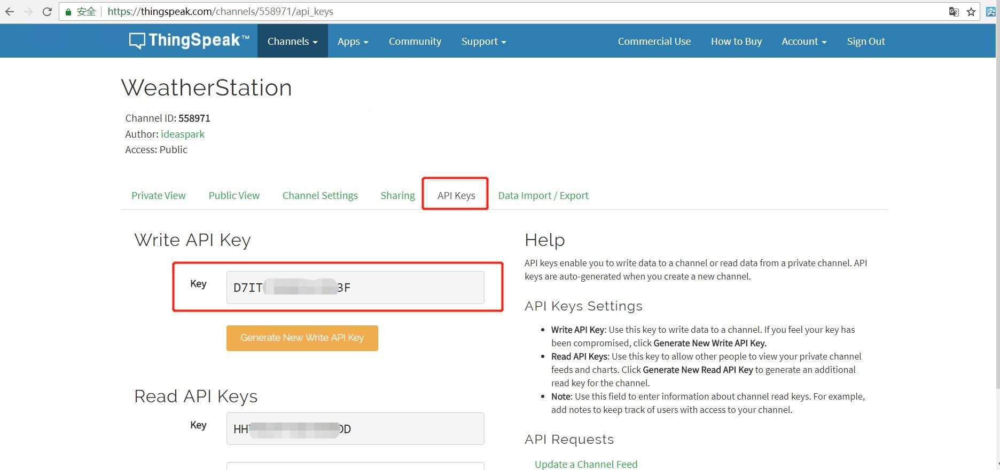 安全 https://thingspeak.com/channels/558971/api_keys
ThingSpeak™ Channels Apps Community Support Commercial Use How to Buy Account Sign Out
WeatherStation
Channel ID: 558971
Author: ideaspark
Access: Public
Private View Public View Channel Settings Sharing API Keys Data Import / Export
Write API Key
Key D7IT 3F
Generate New Write API Key
Read API Keys
Key HH DD
Help
API keys enable you to write data to a channel or read data from a private channel. API
keys are auto-generated when you create a new channel.
API Keys Settings
• Write API Key: Use this key to write data to a channel. If you feel your key has
been compromised, click Generate New Write API Key.
• Read API Keys: Use this key to allow other people to view your private channel
feeds and charts. Click Generate New Read API Key to generate an additional
read key for the channel.
• Note: Use this field to enter information about channel read keys. For example,
add notes to keep track of users with access to your channel.
API Requests
Update a Channel Feed